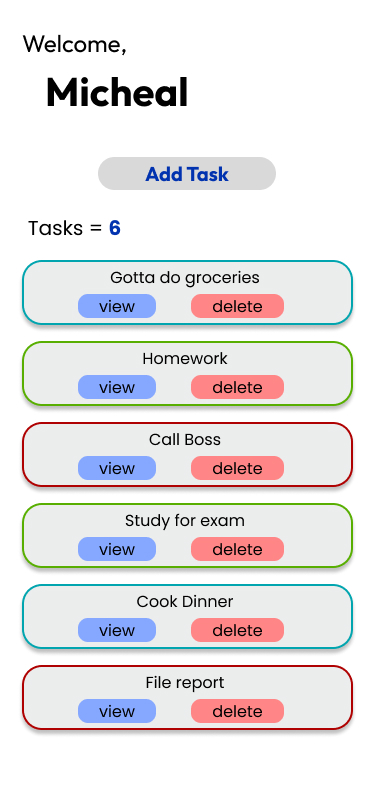 Welcome,
Micheal
Add Task
Tasks = 6
Gotta do groceries
view delete
Homework
view delete
Call Boss
view delete
Study for exam
view delete
Cook Dinner
view delete
File report
view delete